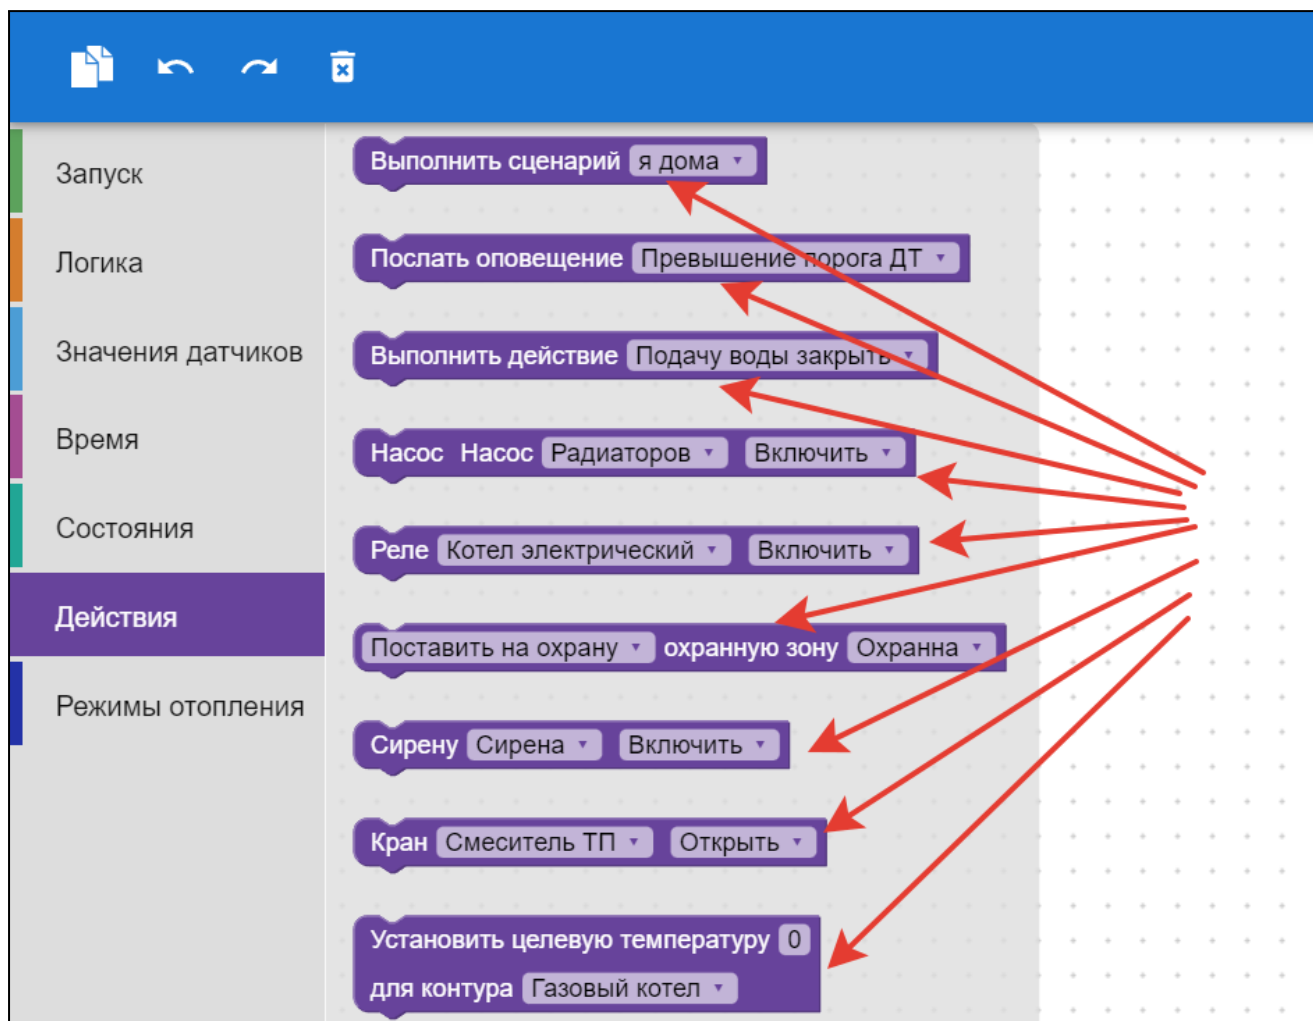 Запуск
Логика
Значения датчиков
Время
Состояния
Действия
Режимы отопления
Выполнить сценарий я дома
Послать оповещение Превышение порога ДТ
Выполнить действие Подачу воды закрыть
Насос Насос Радиаторов Включить
Реле Котел электрический Включить
Поставить на охрану охранную зону Охранна
Сирену Сирена Включить
Кран Смеситель ТП Открыть
Установить целевую температуру 0
для контура Газовый котел